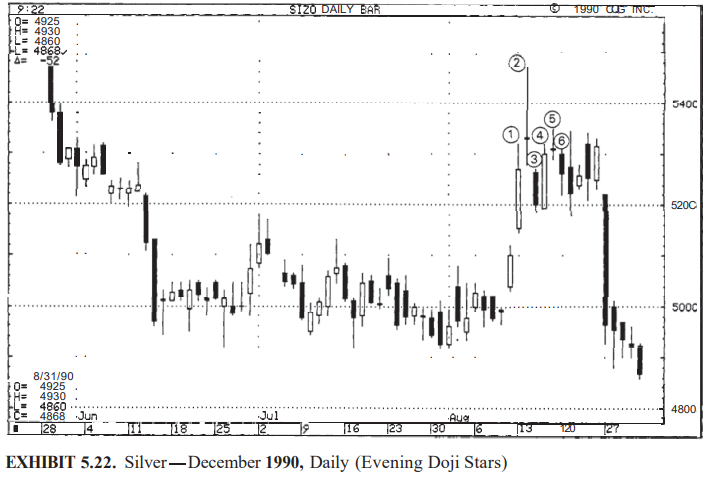 9:22 SIZO DAILY BAR © 1990 CQG INC.
O= 4925
H= 4930
L= 4860
L= 4868✓
Δ= -52
②
5400
⑤
① ④ ⑥
③
5200
5000
8/31/90
O= 4925
H= 4930
L= 4860
C= 4868
Jun Jul Aug
4800
28 4 11 18 25 2 9 16 23 30 6 13 20 27
EXHIBIT 5.22. Silver—December 1990, Daily (Evening Doji Stars)